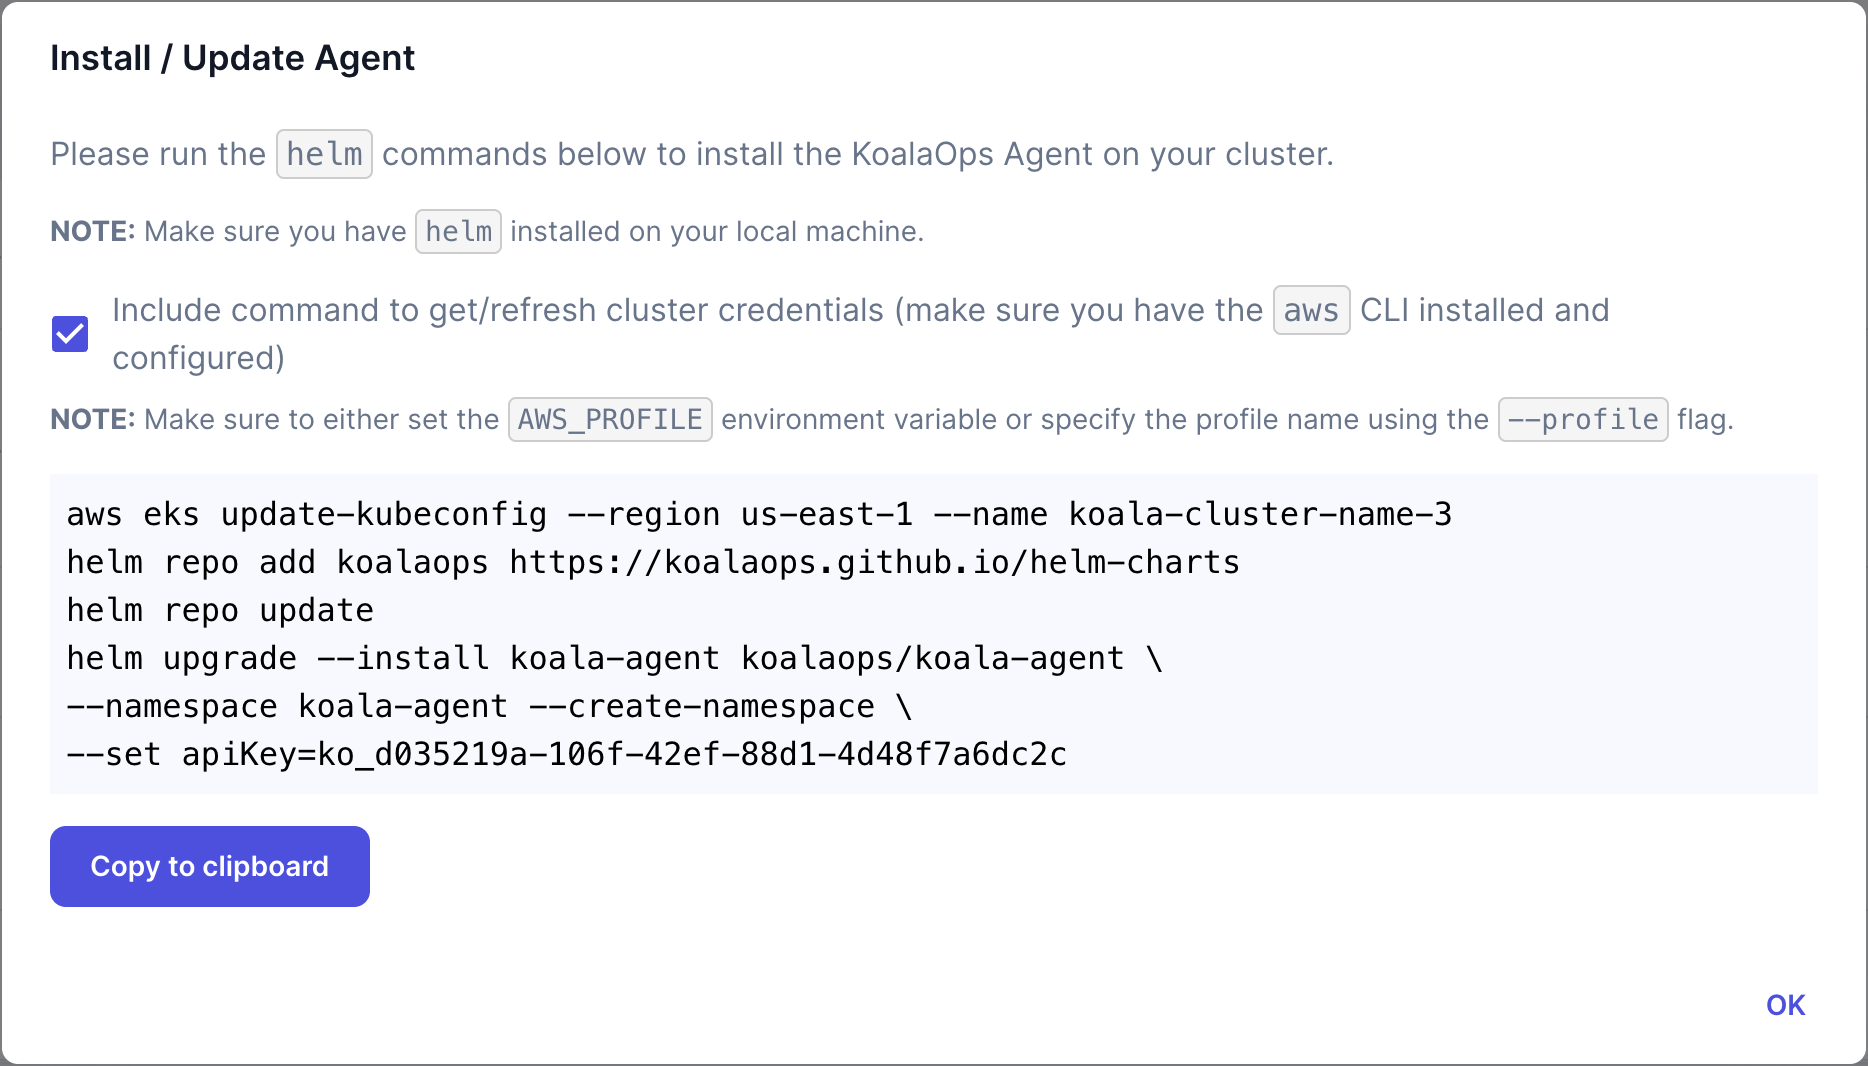 Install / Update Agent
Please run the helm commands below to install the KoalaOps Agent on your cluster.
NOTE: Make sure you have helm installed on your local machine.
Include command to get/refresh cluster credentials (make sure you have the aws CLI installed and
configured)
NOTE: Make sure to either set the AWS_PROFILE environment variable or specify the profile name using the --profile flag.
aws eks update-kubeconfig --region us-east-1 --name koala-cluster-name-3
helm repo add koalaops https://koalaops.github.io/helm-charts
helm repo update
helm upgrade --install koala-agent koalaops/koala-agent \
--namespace koala-agent --create-namespace \
--set apiKey=ko_d035219a-106f-42ef-88d1-4d48f7a6dc2c
Copy to clipboard
OK